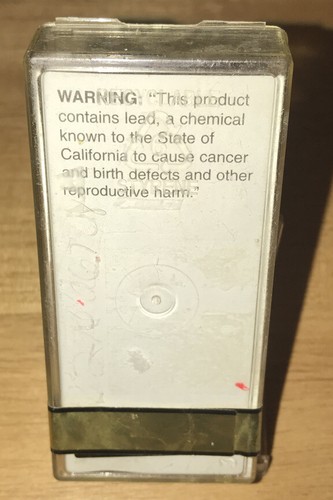 WARNING: "This product
contains lead, a chemical
known to the State of
California to cause cancer
and birth defects and other
reproductive harm."